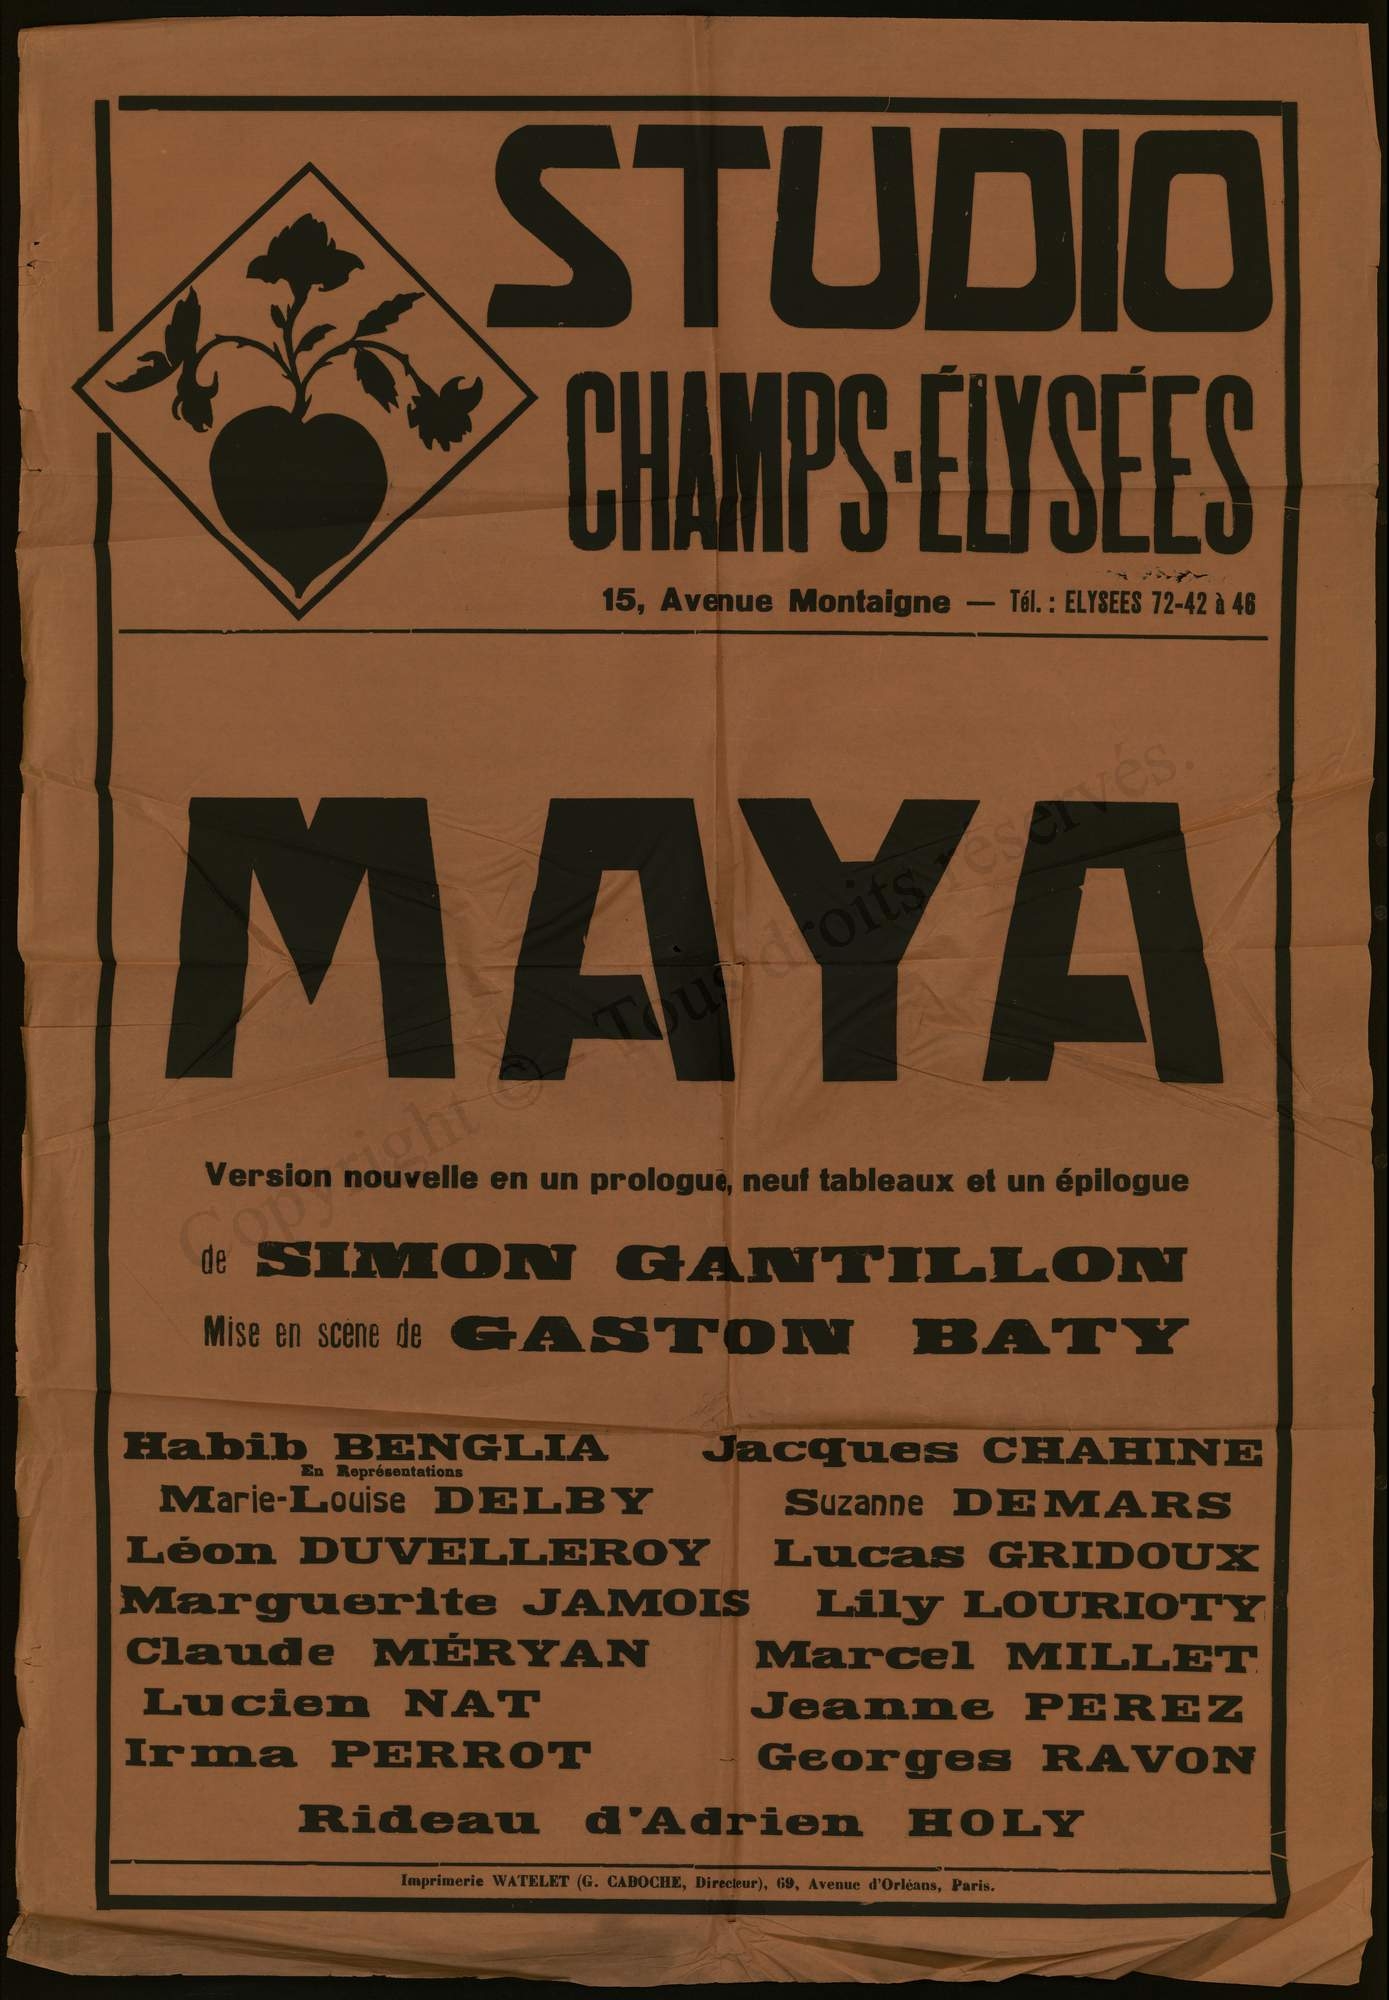 STUDIO
CHAMPS-ÉLYSÉES
15, Avenue Montaigne — Tél. : ELYSEES 72-42 à 46
MAYA
Copyright © - Tous droits réservés.
Version nouvelle en un prologue, neuf tableaux et un épilogue
de SIMON GANTILLON
Mise en scène de GASTON BATY
Habib BENGLIA Jacques CHAHINE
En Représentations
Marie-Louise DELBY Suzanne DEMARS
Léon DUVELLEROY Lucas GRIDOUX
Marguerite JAMOIS Lily LOURIOTY
Claude MÉRYAN Marcel MILLET
Lucien NAT Jeanne PEREZ
Irma PERROT Georges RAVON
Rideau d'Adrien HOLY
Imprimerie WATELET (G. CABOCHE, Directeur), 69, Avenue d'Orléans, Paris.